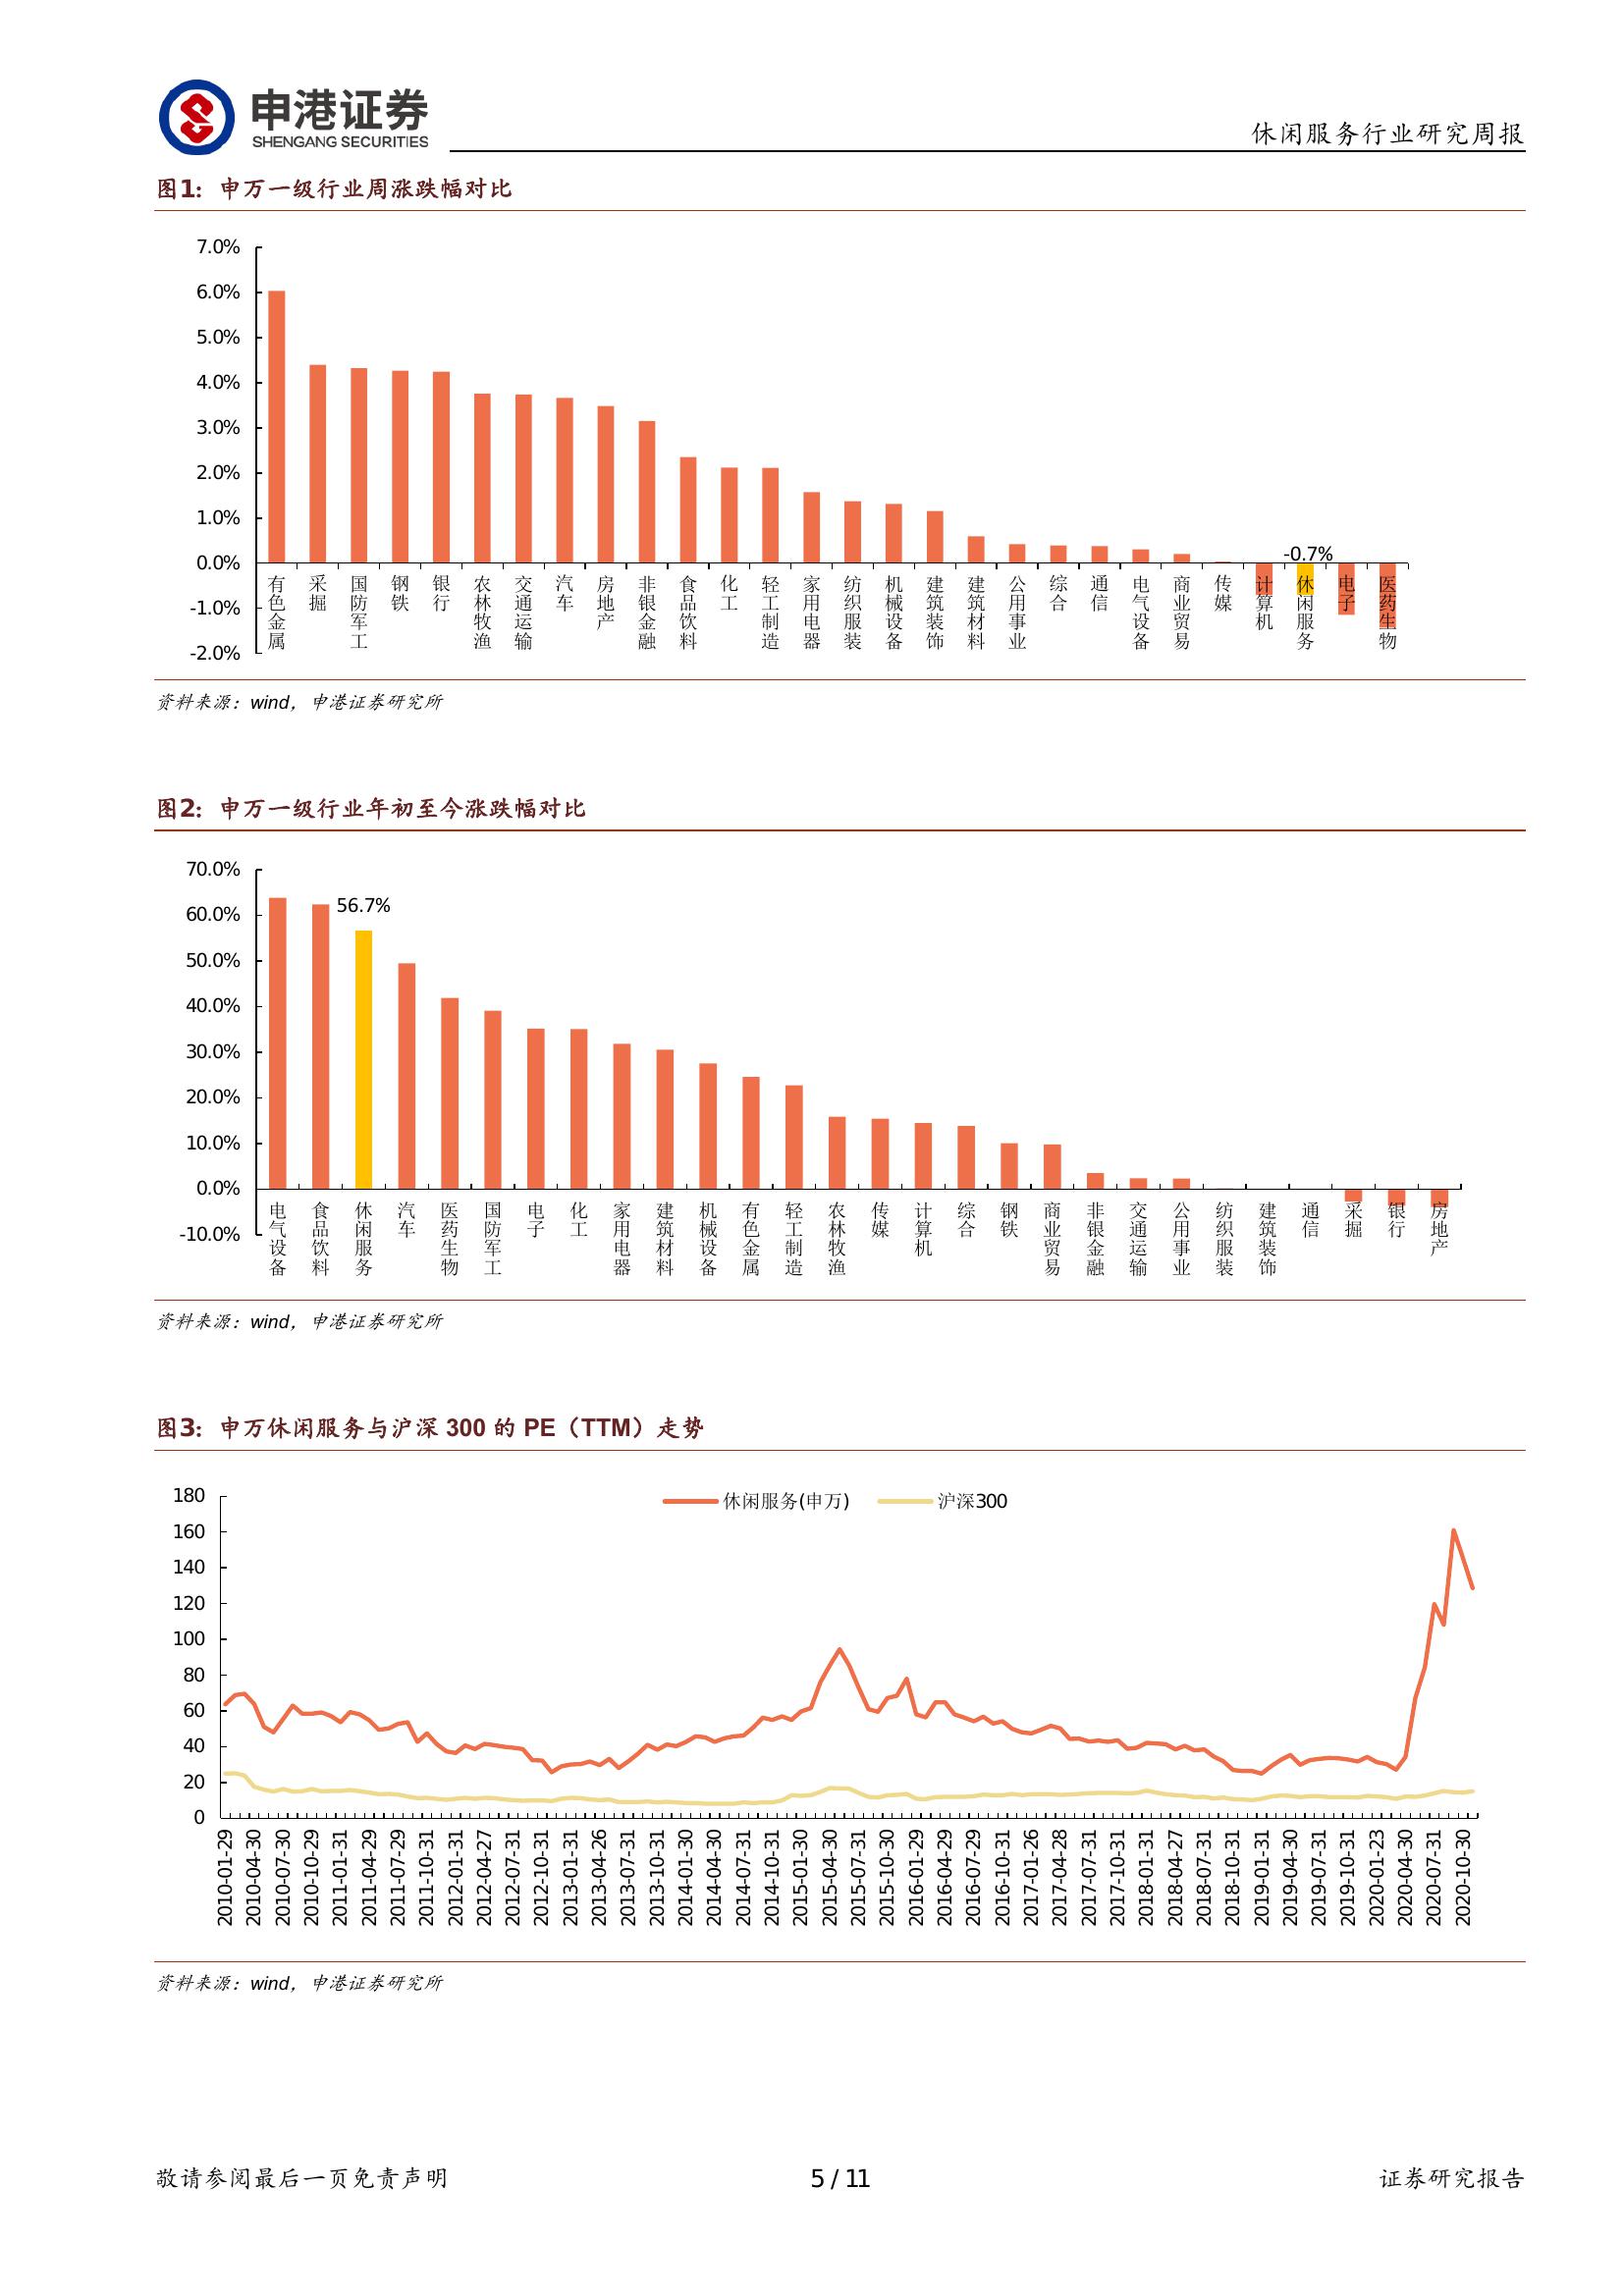 申港证券
SHENGANG SECURITIES
休闲服务行业研究周报
图1：申万一级行业周涨跌幅对比
7.0%
6.0%
5.0%
4.0%
3.0%
2.0%
1.0%
0.0%
-1.0%
-2.0%
-0.7%
有色金属
采掘
国防军工
钢铁
银行
农林牧渔
交通运输
汽车
房地产
非银金融
食品饮料
化工
轻工制造
家用电器
纺织服装
机械设备
建筑装饰
建筑材料
公用事业
综合
通信
电气设备
商业贸易
传媒
计算机
休闲服务
电子
医药生物
资料来源：wind，申港证券研究所
图2：申万一级行业年初至今涨跌幅对比
70.0%
60.0%
50.0%
40.0%
30.0%
20.0%
10.0%
0.0%
-10.0%
56.7%
电气设备
食品饮料
休闲服务
汽车
医药生物
国防军工
电子
化工
家用电器
建筑材料
机械设备
有色金属
轻工制造
农林牧渔
传媒
计算机
综合
钢铁
商业贸易
非银金融
交通运输
公用事业
纺织服装
建筑装饰
通信
采掘
银行
房地产
资料来源：wind，申港证券研究所
图3：申万休闲服务与沪深 300 的 PE（TTM）走势
休闲服务(申万) 沪深300
180
160
140
120
100
80
60
40
20
0
2010-01-29
2010-04-30
2010-07-30
2010-10-29
2011-01-31
2011-04-29
2011-07-29
2011-10-31
2012-01-31
2012-04-27
2012-07-31
2012-10-31
2013-01-31
2013-04-26
2013-07-31
2013-10-31
2014-01-30
2014-04-30
2014-07-31
2014-10-31
2015-01-30
2015-04-30
2015-07-31
2015-10-30
2016-01-29
2016-04-29
2016-07-29
2016-10-31
2017-01-26
2017-04-28
2017-07-31
2017-10-31
2018-01-31
2018-04-27
2018-07-31
2018-10-31
2019-01-31
2019-04-30
2019-07-31
2019-10-31
2020-01-23
2020-04-30
2020-07-31
2020-10-30
资料来源：wind，申港证券研究所
敬请参阅最后一页免责声明
5 / 11
证券研究报告